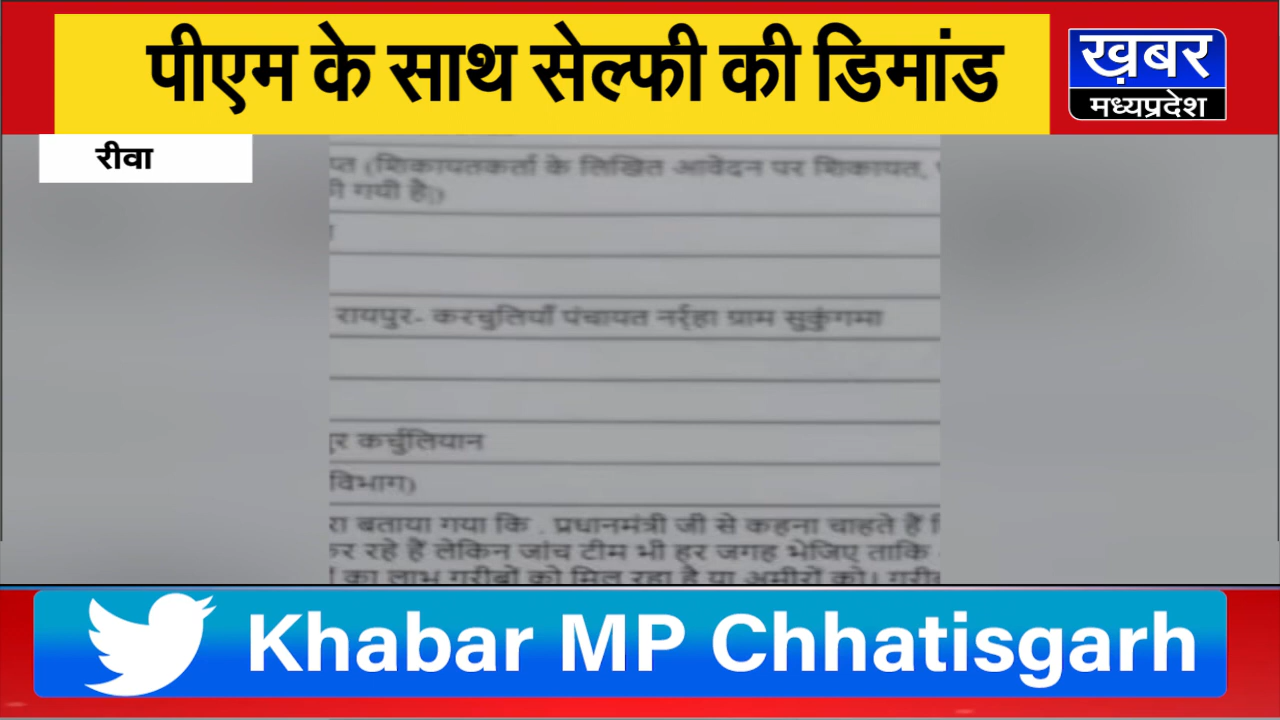 पीएम के साथ सेल्फी की डिमांड
ख़बर
मध्यप्रदेश
रीवा
प्त (शिकायतकर्ता के लिखित आवेदन पर शिकायत,
गयी है|)
रायपुर- करचुलियाँ पंचायत नर्रहा ग्राम सुकुंगमा
र कर्चुलियान
विभाग)
रा बताया गया कि . प्रधानमंत्री जी से कहना चाहते हैं
कर रहे हैं लेकिन जांच टीम भी हर जगह भेजिए ताकि
का लाभ गरीबों को मिल रहा है या अमीरों को।
Khabar MP Chhatisgarh